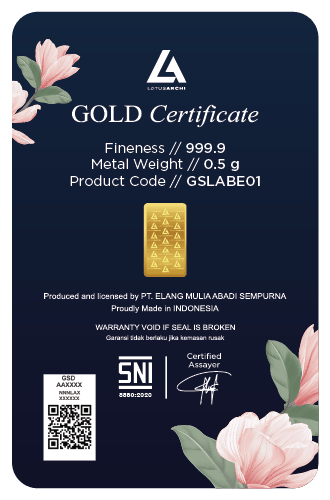 LOTUSARCHI
GOLD Certificate
Fineness // 999.9
Metal Weight // 0.5 g
Product Code // GSLABE01
Produced and licensed by PT. ELANG MULIA ABADI SEMPURNA
Proudly Made in INDONESIA
WARRANTY VOID IF SEAL IS BROKEN
Garansi tidak berlaku jika kemasan rusak
SNI
8880:2020
Certified
Assayer
GSD
AAXXXX
NNNLAX
XXXXXX